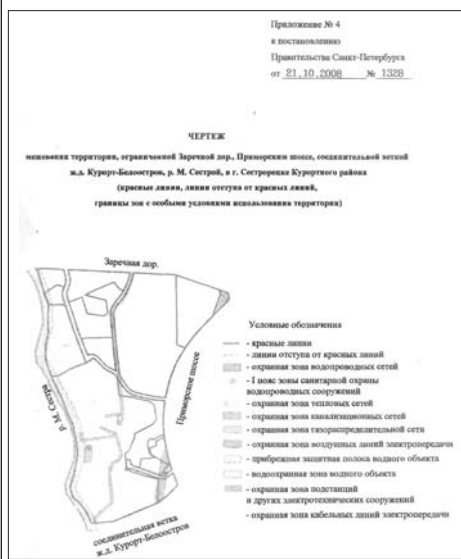 Приложение № 4
к постановлению
Правительства Санкт-Петербурга
от 21.10.2008 № 1328
ЧЕРТЕЖ
межевания территории, ограниченной Заречной дор., Приморским шоссе, соединительной веткой
ж.д. Курорт-Белоостров, р. М. Сестрой, в г. Сестрорецке Курортного района
(красные линии, линии отступа от красных линий,
границы зон с особыми условиями использования территории)
Заречная дор.
Приморское шоссе
р. М. Сестра
соединительная ветка
ж.д. Курорт-Белоостров
Условные обозначения
- красные линии
- линии отступа от красных линий
- охранная зона водопроводных сетей
- I пояс зоны санитарной охраны
водопроводных сооружений
- охранная зона тепловых сетей
- охранная зона канализационных сетей
- охранная зона газораспределительной сети
- охранная зона воздушных линий электропередачи
- прибрежная защитная полоса водного объекта
- водоохранная зона водного объекта
- охранная зона подстанций
и других электротехнических сооружений
- охранная зона кабельных линий электропередачи